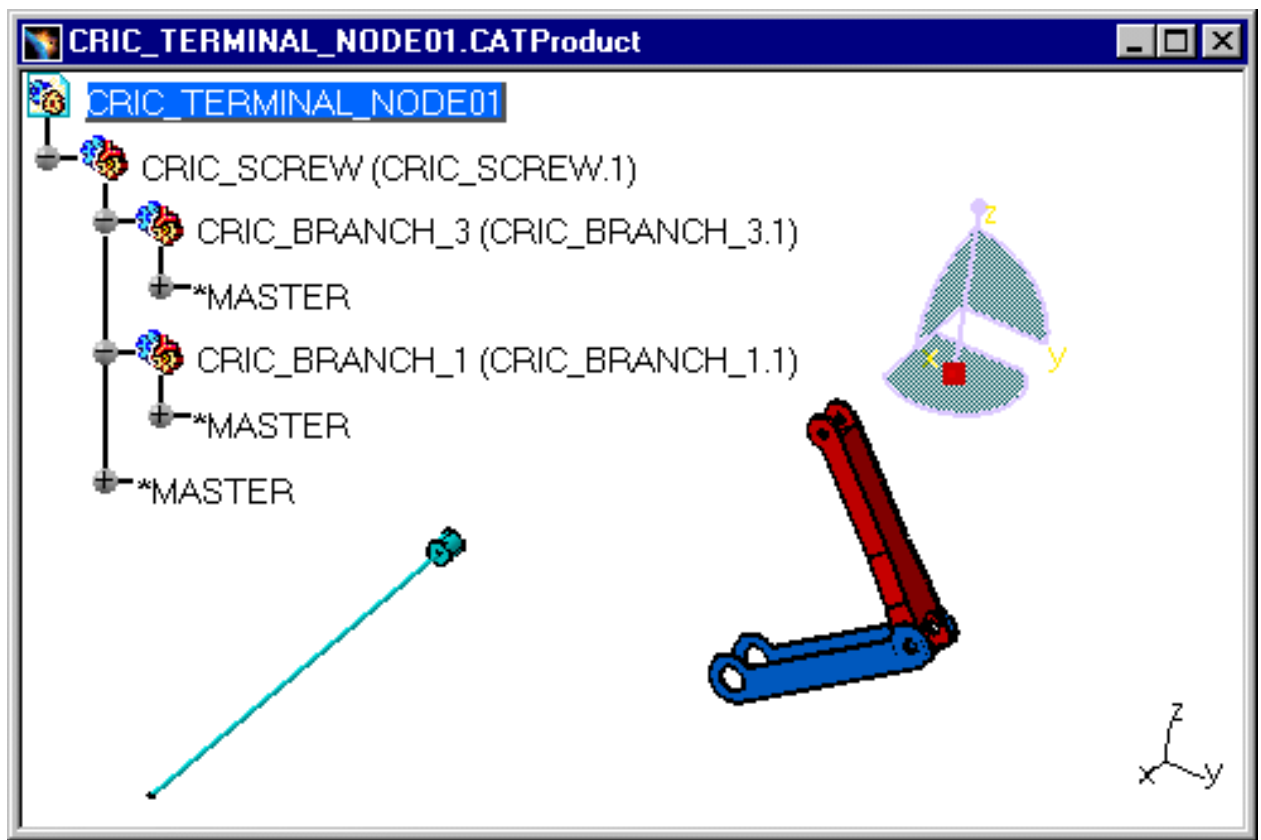 CRIC_TERMINAL_NODE01.CATProduct
CRIC_TERMINAL_NODE01
CRIC_SCREW (CRIC_SCREW.1)
CRIC_BRANCH_3 (CRIC_BRANCH_3.1)
*MASTER
CRIC_BRANCH_1 (CRIC_BRANCH_1.1)
*MASTER
*MASTER
z
x
y
z
x
y